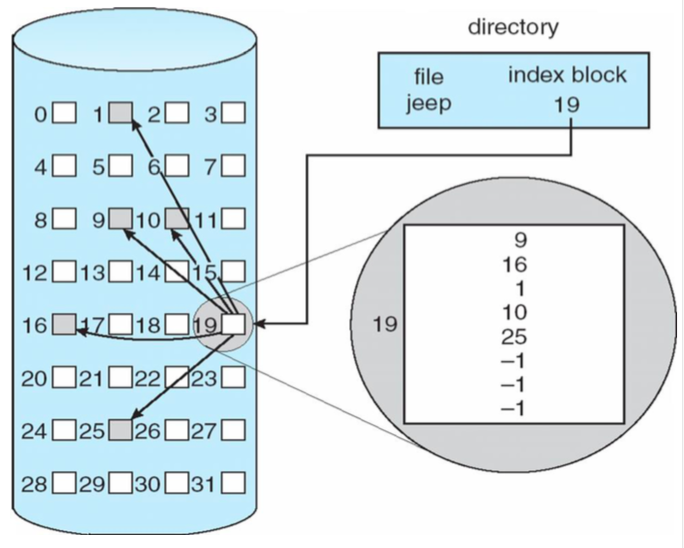 directory
file index block
jeep 19
0 1 2 3
4 5 6 7
8 9 10 11
12 13 14 15
16 17 18 19
20 21 22 23
24 25 26 27
28 29 30 31
19
9
16
1
10
25
–1
–1
–1